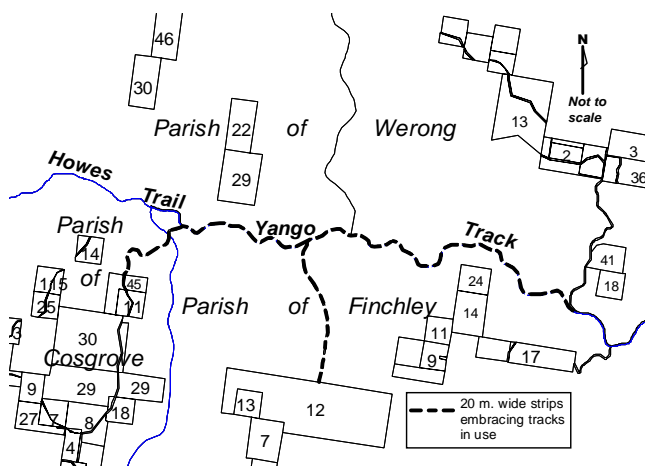 46
30
N
Not to
scale
13
22
Parish of Werong
3
2
29
36
Howes
Trail
Yango
Track
Parish
14
of
41
115
45
24
18
25
11
Parish of Finchley
14
3
30
11
Cosgrove
9
17
9
29
29
12
13
18
27
7
8
7
4
20 m. wide strips
embracing tracks
in use